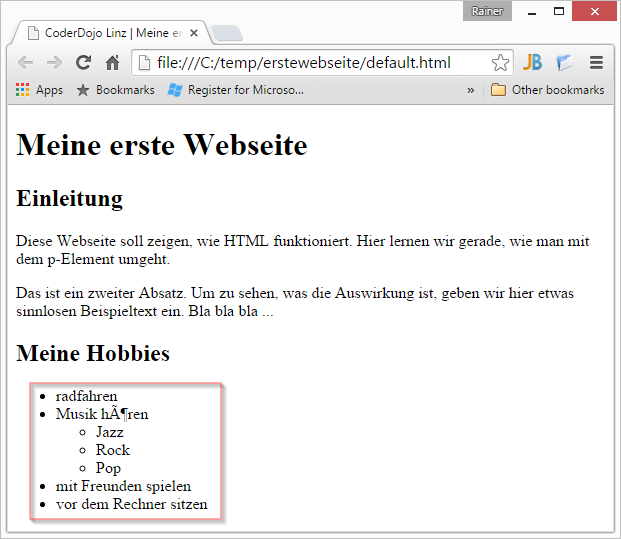 Rainer
CoderDojo Linz | Meine er
file:///C:/temp/erstewebseite/default.html
JB
Apps Bookmarks Register for Microso... » Other bookmarks
Meine erste Webseite
Einleitung
Diese Webseite soll zeigen, wie HTML funktioniert. Hier lernen wir gerade, wie man mit
dem p-Element umgeht.
Das ist ein zweiter Absatz. Um zu sehen, was die Auswirkung ist, geben wir hier etwas
sinnlosen Beispieltext ein. Bla bla bla ...
Meine Hobbies
radfahren
Musik hÃ¶ren
Jazz
Rock
Pop
mit Freunden spielen
vor dem Rechner sitzen